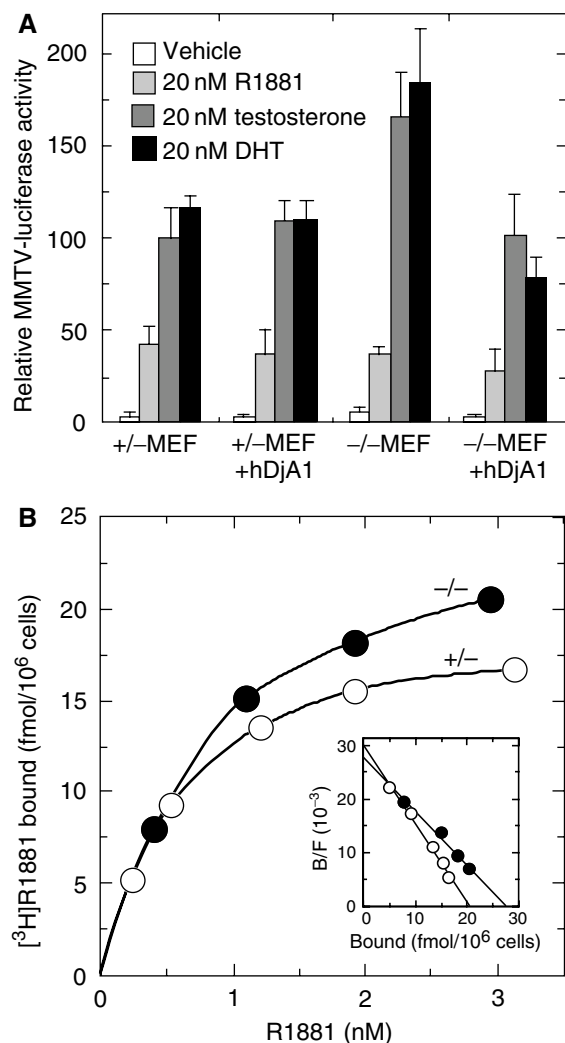 A
Relative MMTV-luciferase activity
200
150
100
50
0
Vehicle
20 nM R1881
20 nM testosterone
20 nM DHT
+/–MEF
+/–MEF
+hDjA1
–/–MEF
–/–MEF
+hDjA1
B
[³H]R1881 bound (fmol/10⁶ cells)
25
20
15
10
5
0
–/–
+/–
B/F (10⁻³)
30
20
10
0
0 10 20 30
Bound (fmol/10⁶ cells)
0 1 2 3
R1881 (nM)